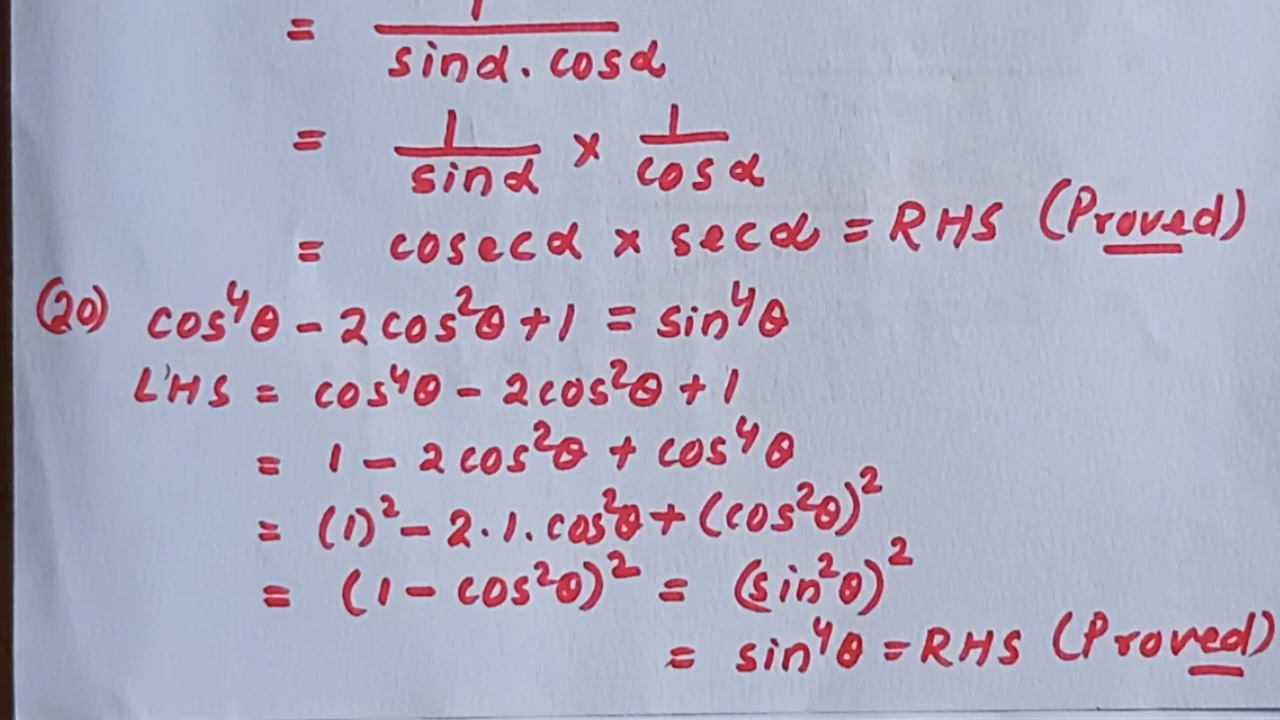 = 1/(sinα . cosα)
= 1/sinα × 1/cosα
= cosecα × secα = RHS (Proved)
(20) cos⁴θ − 2cos²θ + 1 = sin⁴θ
L'HS = cos⁴θ − 2cos²θ + 1
= 1 − 2cos²θ + cos⁴θ
= (1)² − 2·1.cos²θ + (cos²θ)²
= (1 − cos²θ)² = (sin²θ)²
= sin⁴θ = RHS (Proved)